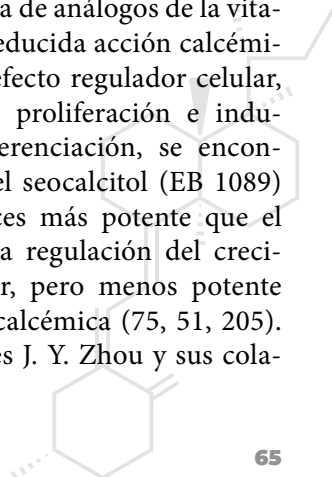 a de análogos de la vita-
educida acción calcémi-
efecto regulador celular,
proliferación e indu-
erenciación, se encon-
el seocalcitol (EB 1089)
ces más potente que el
a regulación del creci-
r, pero menos potente
calcémica (75, 51, 205).
es J. Y. Zhou y sus cola-
65